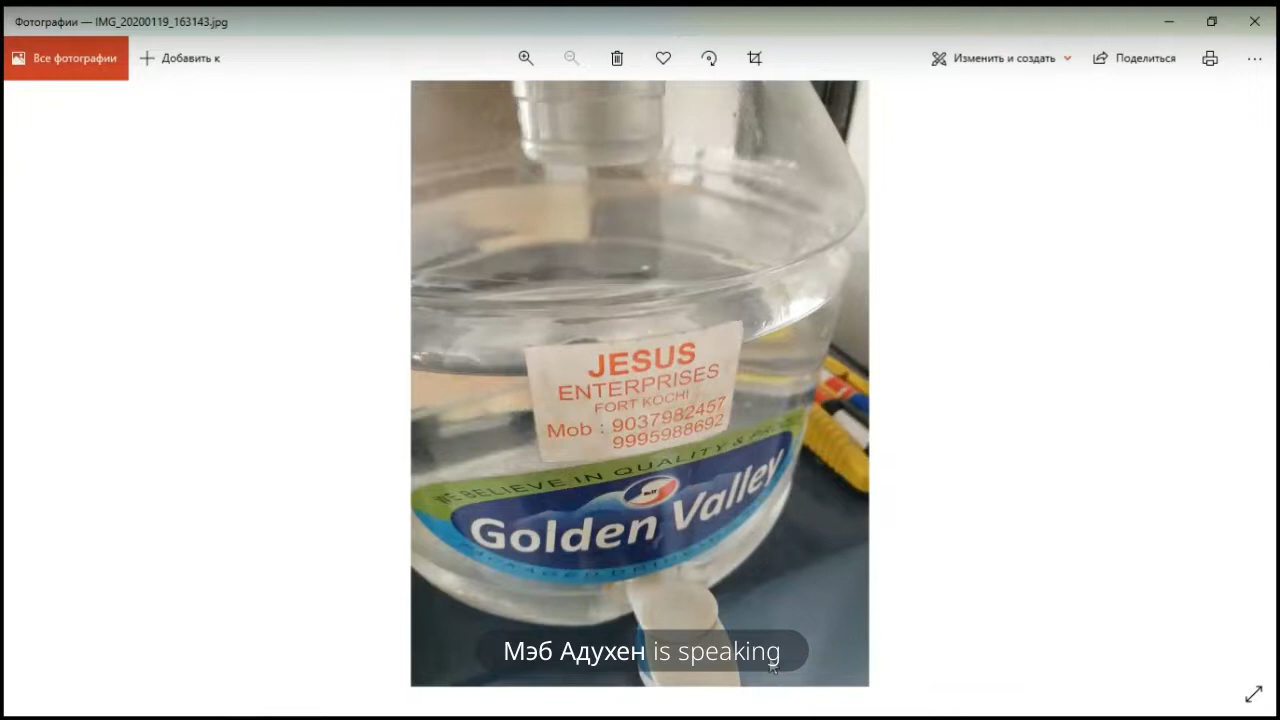 Фотографии — IMG_20200119_163143.jpg
Все фотографии
Добавить к
Изменить и создать
Поделиться
JESUS
ENTERPRISES
FORT KOCHI
Mob : 9037982457
9995988692
WE BELIEVE IN QUALITY &
Golden Valley
Мэб Адухен is speaking